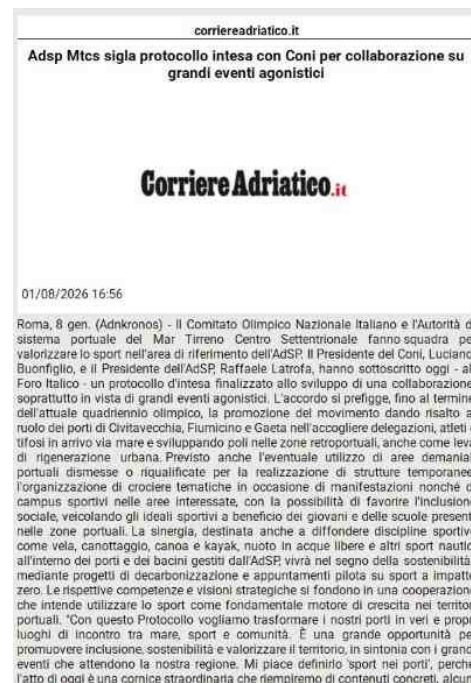 corriereadriatico.it
Adsp Mtcs sigla protocollo intesa con Coni per collaborazione su
grandi eventi agonistici
Corriere Adriatico.it
01/08/2026 16:56
Roma, 8 gen. (Adnkronos) - Il Comitato Olimpico Nazionale Italiano e l'Autorità d
sistema portuale del Mar Tirreno Centro Settentrionale fanno squadra pe
valorizzare lo sport nell'area di riferimento dell'AdSP. Il Presidente del Coni, Luciano
Buonfiglio, e il Presidente dell'AdSP, Raffaele Latrofa, hanno sottoscritto oggi - al
Foro Italico - un protocollo d'intesa finalizzato allo sviluppo di una collaborazione
soprattutto in vista di grandi eventi agonistici. L'accordo si prefigge, fino al termine
dell'attuale quadriennio olimpico, la promozione del movimento dando risalto a
ruolo dei porti di Civitavecchia, Fiumicino e Gaeta nell'accogliere delegazioni, atleti e
tifosi in arrivo via mare e sviluppando poli nelle zone retroportuali, anche come leva
di rigenerazione urbana. Previsto anche l'eventuale utilizzo di aree demanial
portuali dismesse o riqualificate per la realizzazione di strutture temporanee
l'organizzazione di crociere tematiche in occasione di manifestazioni nonché d
campus sportivi nelle aree interessate, con la possibilità di favorire l'inclusione
sociale, veicolando gli ideali sportivi a beneficio dei giovani e delle scuole present
nelle zone portuali. La sinergia, destinata anche a diffondere discipline sportive
come vela, canottaggio, canoa e kayak, nuoto in acque libere e altri sport nautic
all'interno dei porti e dei bacini gestiti dall'AdSP, vivrà nel segno della sostenibilità
mediante progetti di decarbonizzazione e appuntamenti pilota su sport a impatto
zero. Le rispettive competenze e visioni strategiche si fondono in una cooperazione
che intende utilizzare lo sport come fondamentale motore di crescita nei territor
portuali. "Con questo Protocollo vogliamo trasformare i nostri porti in veri e propr
luoghi di incontro tra mare, sport e comunità. È una grande opportunità pe
promuovere inclusione, sostenibilità e valorizzare il territorio, in sintonia con i grand
eventi che attendono la nostra regione. Mi piace definirlo 'sport nei porti', perché
l'atto di oggi è una cornice straordinaria che riempiremo di contenuti concreti, alcun